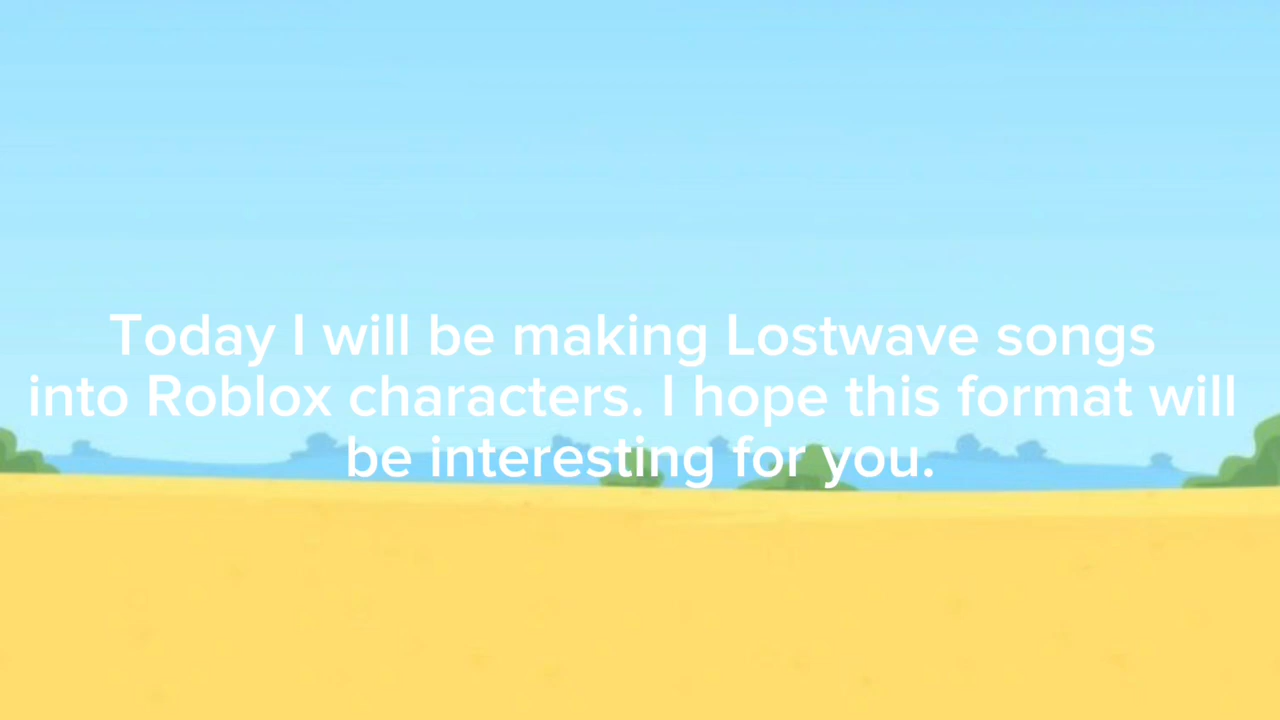 Today I will be making Lostwave songs
into Roblox characters. I hope this format will
be interesting for you.